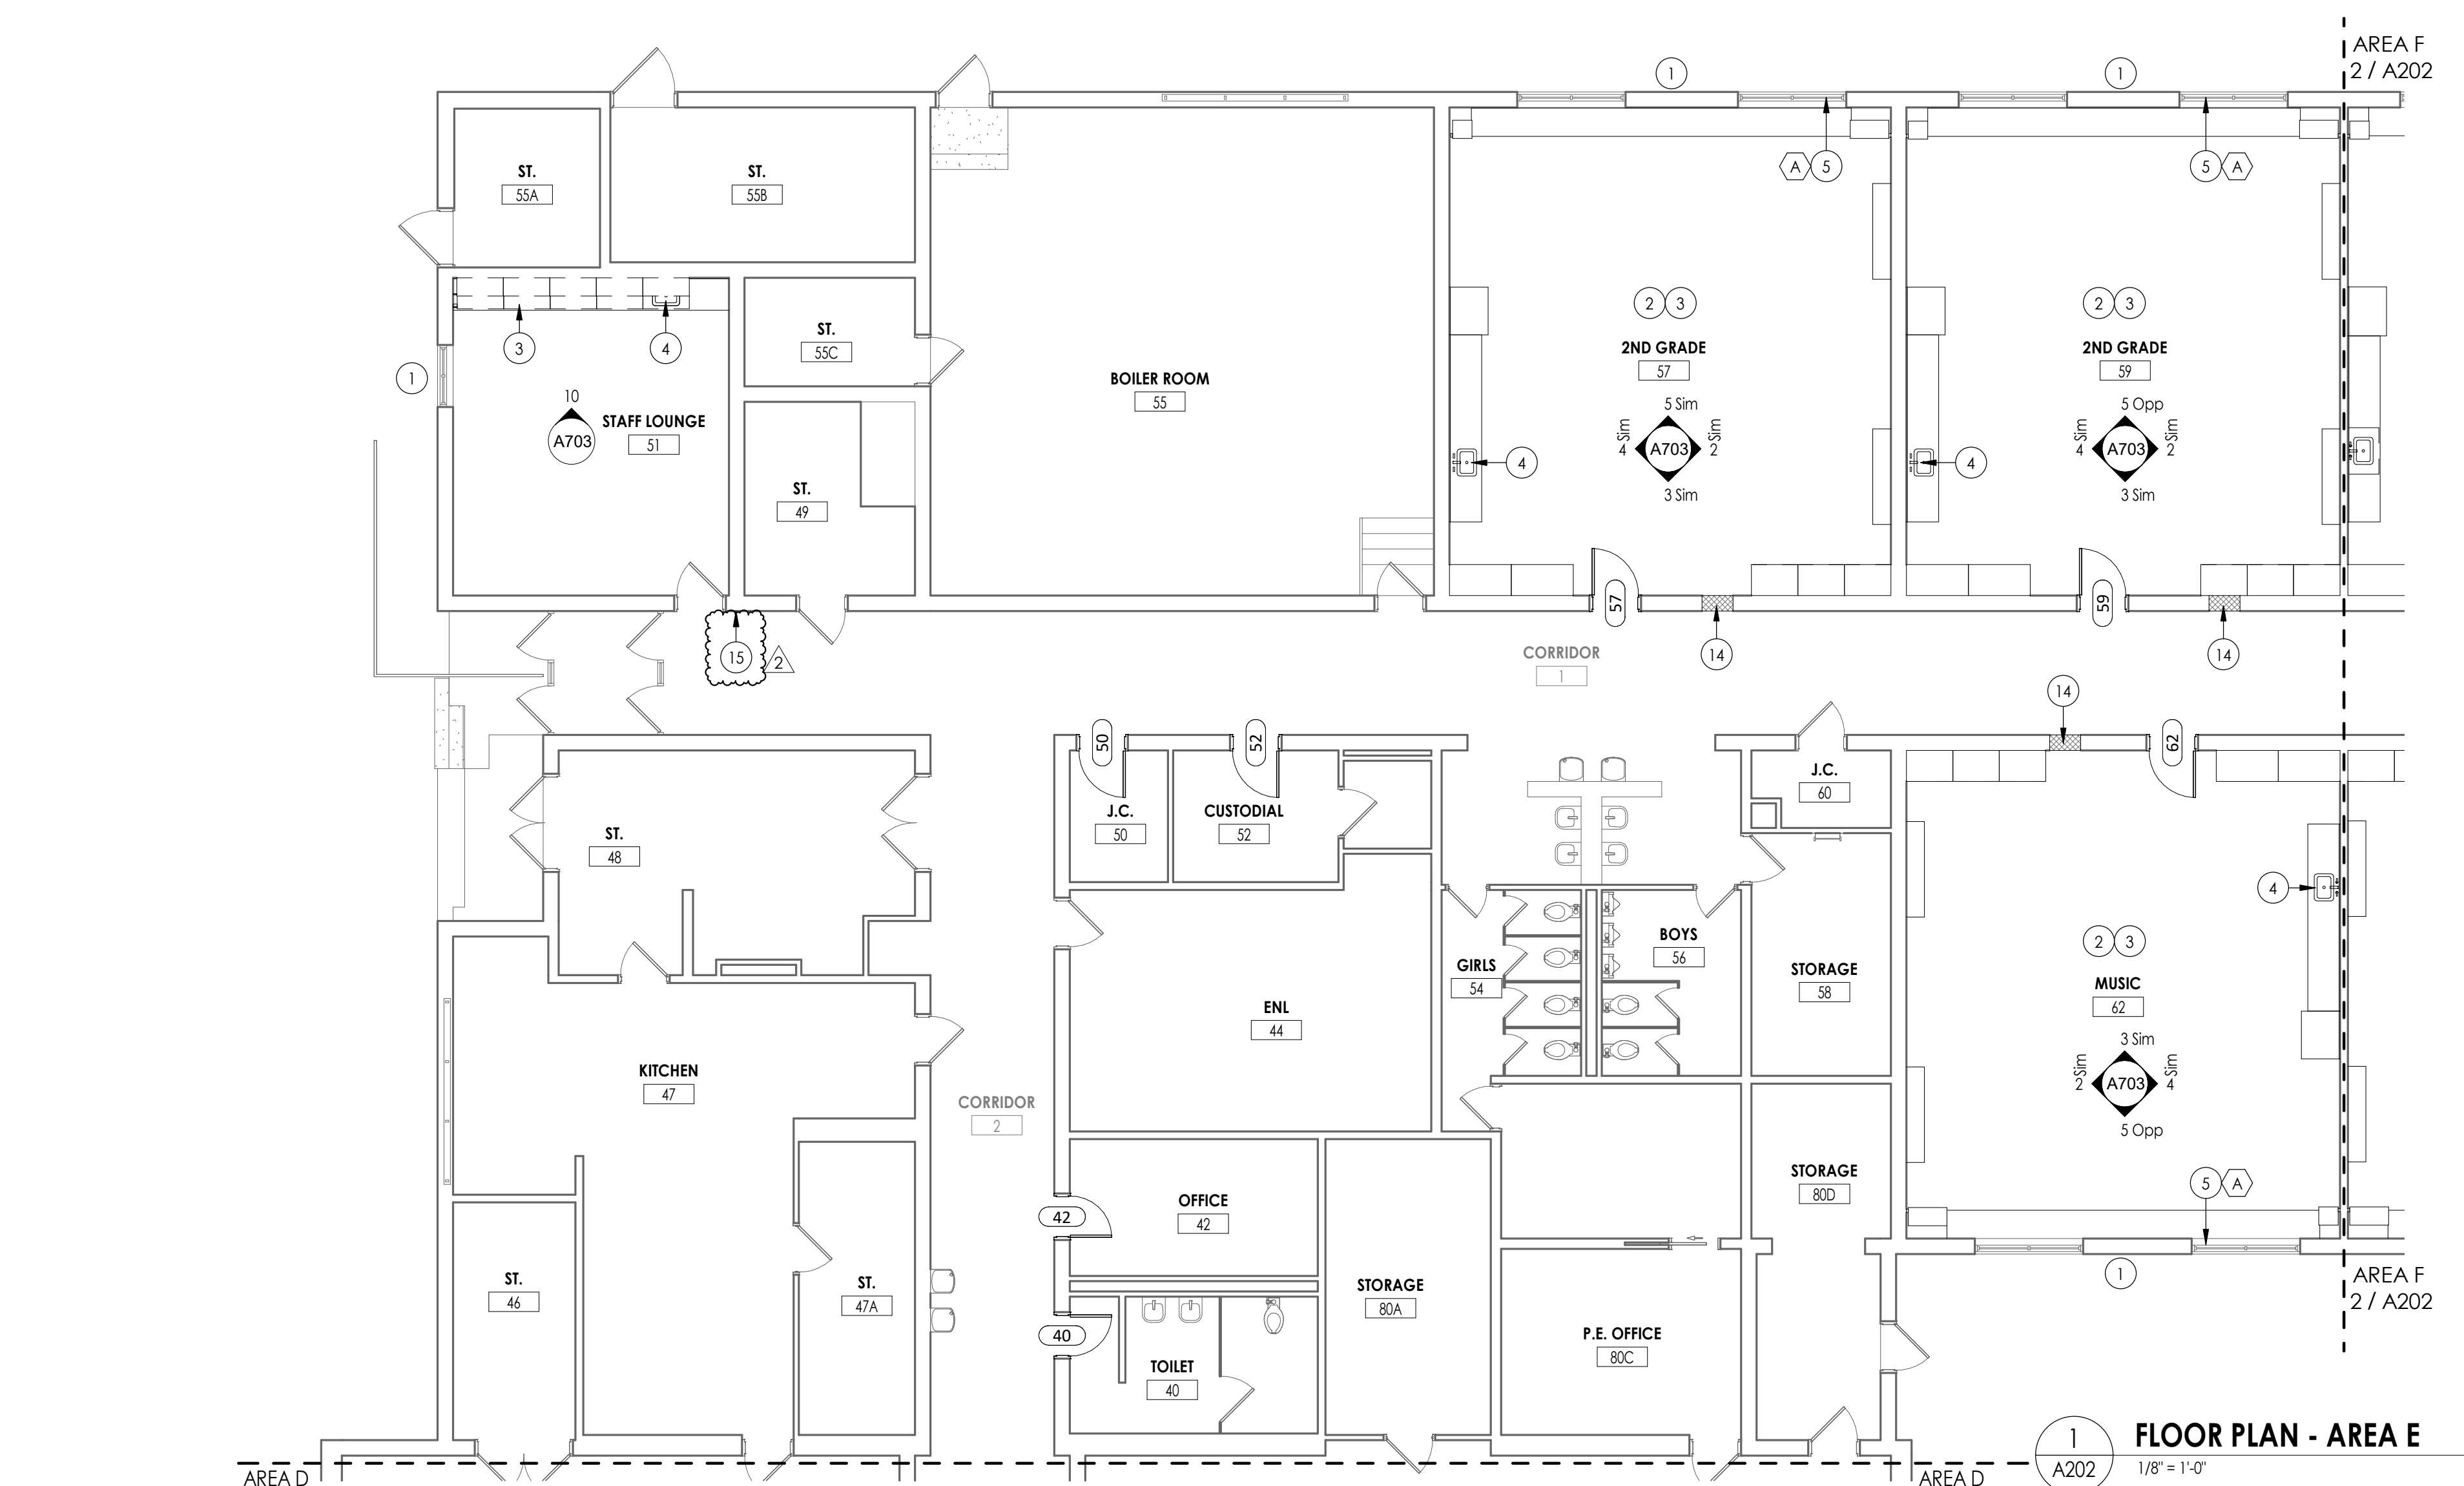 AREA F
2 / A202
1
1
ST.
55A
ST.
55B
A
5
5
A
2
3
2
3
ST.
55C
3
4
2ND GRADE
57
2ND GRADE
59
1
BOILER ROOM
55
10
A703
STAFF LOUNGE
51
5 Sim
4 Sim
A703
2 Sim
3 Sim
5 Opp
4 Sim
A703
2 Sim
3 Sim
4
4
ST.
49
57
59
15
2
CORRIDOR
1
14
14
14
50
52
62
J.C.
60
J.C.
50
CUSTODIAL
52
ST.
48
4
BOYS
56
2
3
GIRLS
54
STORAGE
58
MUSIC
62
ENL
44
3 Sim
2 Sim
A703
4 Sim
5 Opp
KITCHEN
47
CORRIDOR
2
STORAGE
80D
5
A
OFFICE
42
42
1
AREA F
2 / A202
ST.
46
ST.
47A
STORAGE
80A
40
P.E. OFFICE
80C
TOILET
40
1
A202
FLOOR PLAN - AREA E
1/8" = 1'-0"
AREA D
AREA D